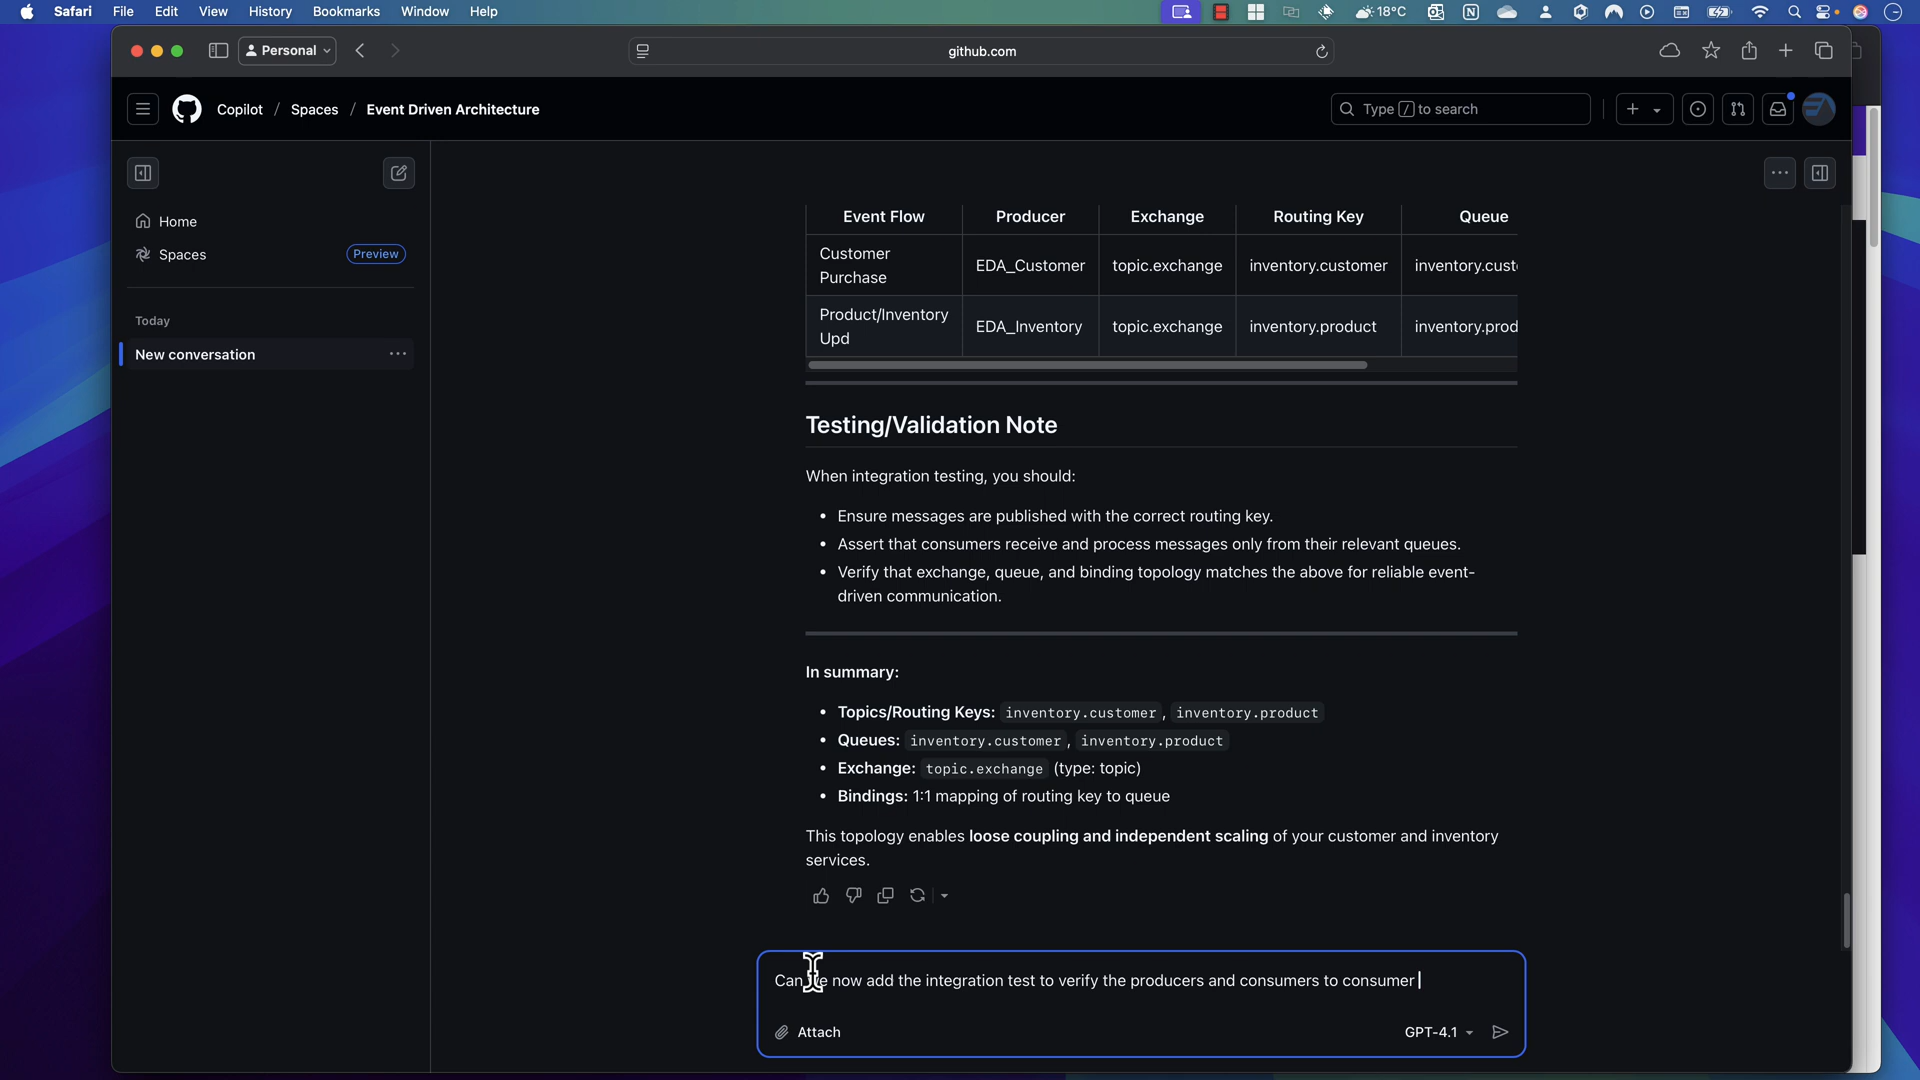 Safari File Edit View History Bookmarks Window Help 18°C
Personal github.com
Copilot / Spaces / Event Driven Architecture Type / to search
Home
Spaces Preview
Today
New conversation
Event Flow Producer Exchange Routing Key Queue
Customer
Purchase EDA_Customer topic.exchange inventory.customer inventory.cust
Product/Inventory
Upd EDA_Inventory topic.exchange inventory.product inventory.prod
Testing/Validation Note
When integration testing, you should:
• Ensure messages are published with the correct routing key.
• Assert that consumers receive and process messages only from their relevant queues.
• Verify that exchange, queue, and binding topology matches the above for reliable event-
driven communication.
In summary:
• Topics/Routing Keys: inventory.customer , inventory.product
• Queues: inventory.customer , inventory.product
• Exchange: topic.exchange (type: topic)
• Bindings: 1:1 mapping of routing key to queue
This topology enables loose coupling and independent scaling of your customer and inventory
services.
Can now add the integration test to verify the producers and consumers to consumer
Attach GPT-4.1